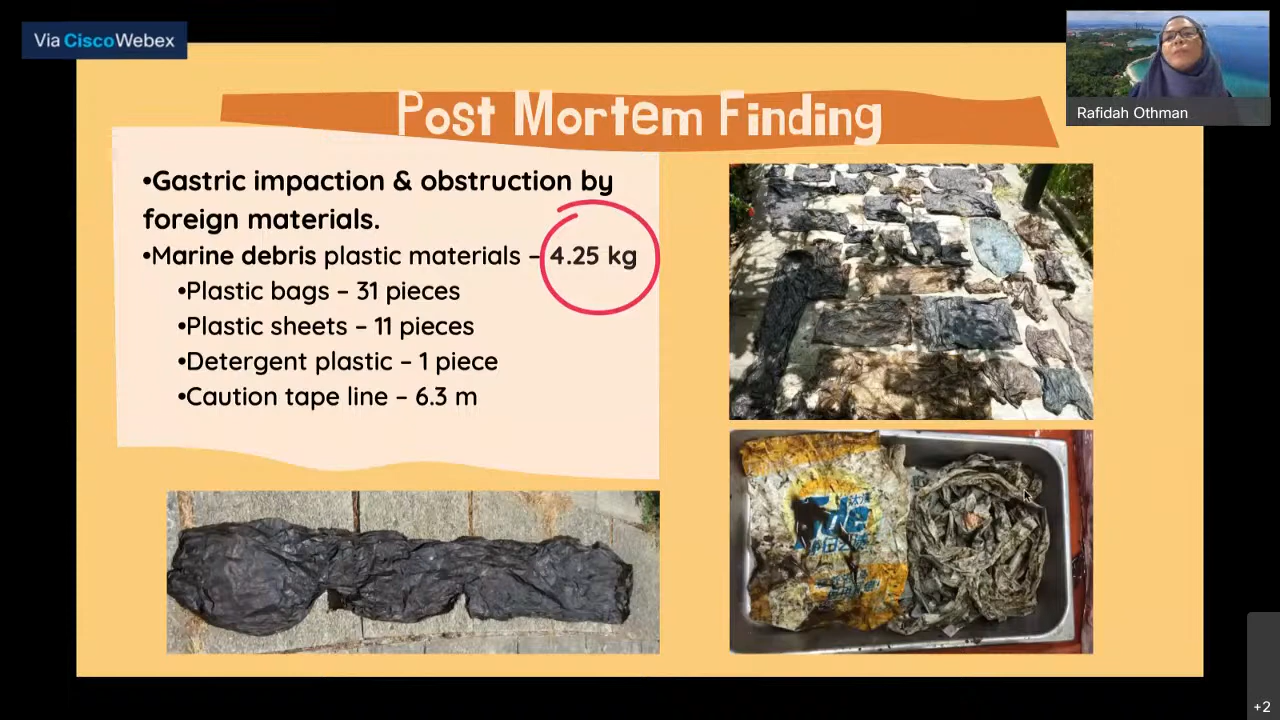 Via CiscoWebex
Rafidah Othman
Post Mortem Finding
•Gastric impaction & obstruction by
foreign materials.
•Marine debris plastic materials – 4.25 kg
•Plastic bags – 31 pieces
•Plastic sheets – 11 pieces
•Detergent plastic – 1 piece
•Caution tape line – 6.3 m
+2